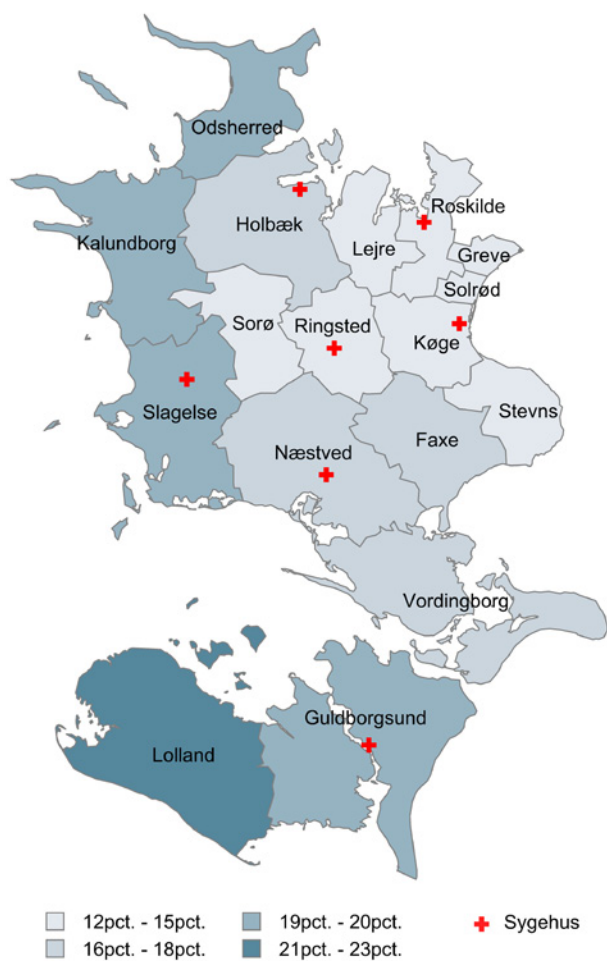 Odsherred
Roskilde
Holbæk
Kalundborg
Lejre
Greve
Solrød
Sorø
Ringsted
Køge
Slagelse
Stevns
Næstved
Faxe
Vordingborg
Guldborgsund
Lolland
12pct. - 15pct.
19pct. - 20pct.
Sygehus
16pct. - 18pct.
21pct. - 23pct.